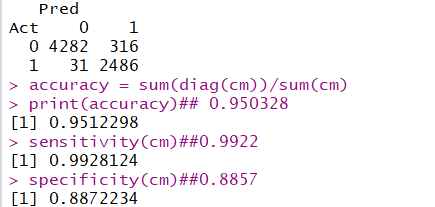 Pred
Act    0    1
  0 4282  316
  1   31 2486
> accuracy = sum(diag(cm))/sum(cm)
> print(accuracy)## 0.950328
[1] 0.9512298
> sensitivity(cm)##0.9922
[1] 0.9928124
> specificity(cm)##0.8857
[1] 0.8872234